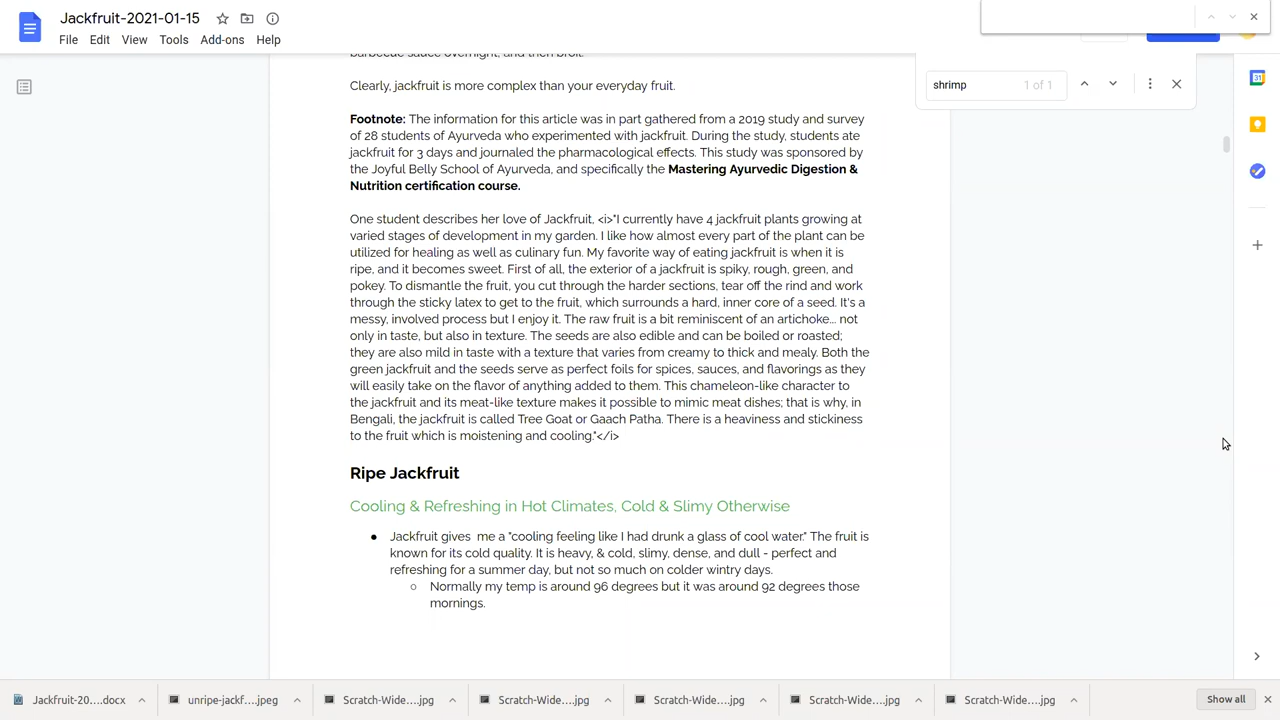 Jackfruit-2021-01-15
File Edit View Tools Add-ons Help
shrimp 1 of 1
barbecue sauce overnight, and then broil.
Clearly, jackfruit is more complex than your everyday fruit.
Footnote: The information for this article was in part gathered from a 2019 study and survey
of 28 students of Ayurveda who experimented with jackfruit. During the study, students ate
jackfruit for 3 days and journaled the pharmacological effects. This study was sponsored by
the Joyful Belly School of Ayurveda, and specifically the Mastering Ayurvedic Digestion &
Nutrition certification course.
One student describes her love of Jackfruit, <i>"I currently have 4 jackfruit plants growing at
varied stages of development in my garden. I like how almost every part of the plant can be
utilized for healing as well as culinary fun. My favorite way of eating jackfruit is when it is
ripe, and it becomes sweet. First of all, the exterior of a jackfruit is spiky, rough, green, and
pokey. To dismantle the fruit, you cut through the harder sections, tear off the rind and work
through the sticky latex to get to the fruit, which surrounds a hard, inner core of a seed. It's a
messy, involved process but I enjoy it. The raw fruit is a bit reminiscent of an artichoke... not
only in taste, but also in texture. The seeds are also edible and can be boiled or roasted;
they are also mild in taste with a texture that varies from creamy to thick and mealy. Both the
green jackfruit and the seeds serve as perfect foils for spices, sauces, and flavorings as they
will easily take on the flavor of anything added to them. This chameleon-like character to
the jackfruit and its meat-like texture makes it possible to mimic meat dishes; that is why, in
Bengali, the jackfruit is called Tree Goat or Gaach Patha. There is a heaviness and stickiness
to the fruit which is moistening and cooling."</i>
Ripe Jackfruit
Cooling & Refreshing in Hot Climates, Cold & Slimy Otherwise
● Jackfruit gives me a "cooling feeling like I had drunk a glass of cool water." The fruit is
known for its cold quality. It is heavy, & cold, slimy, dense, and dull - perfect and
refreshing for a summer day, but not so much on colder wintry days.
○ Normally my temp is around 96 degrees but it was around 92 degrees those
mornings.
31
Jackfruit-20....docx unripe-jackf....jpeg Scratch-Wide....jpg Scratch-Wide....jpg Scratch-Wide....jpg Scratch-Wide....jpg Scratch-Wide....jpg Show all